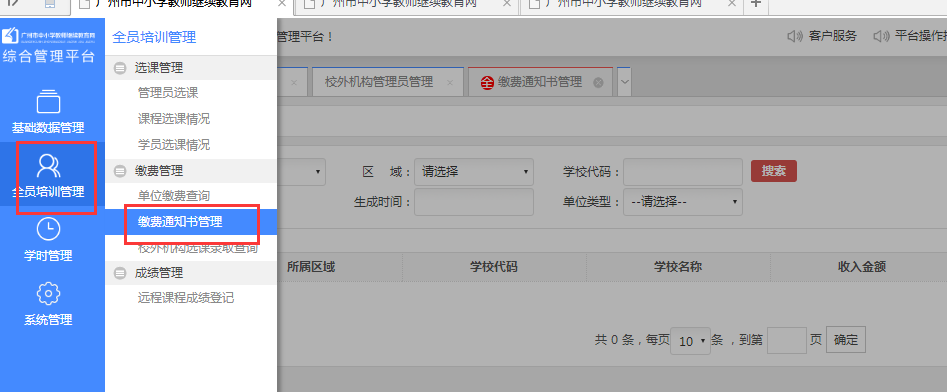 广州市中小学教师继续教育网
广州市中小学教师继续教育网
广州市中小学教师继续教育网
广州市中小学教师继续教育网
综合管理平台
基础数据管理
全员培训管理
学时管理
系统管理
全员培训管理
选课管理
管理员选课
课程选课情况
学员选课情况
缴费管理
单位缴费查询
缴费通知书管理
校外机构选课录取查询
成绩管理
远程课程成绩登记
管理平台！
客户服务
平台操作
校外机构管理员管理 ×
全 缴费通知书管理
区 域： 请选择 学校代码： 搜索
生成时间： 单位类型： --请选择--
所属区域 学校代码 学校名称 收入金额
共 0 条，每页 10 条 ，到第 页 确定